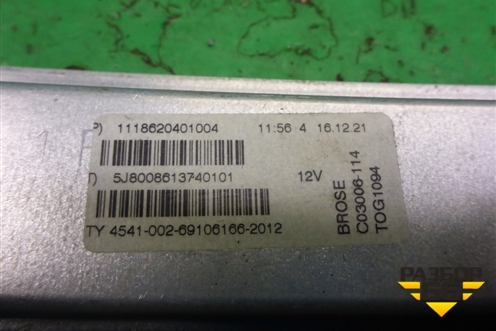 P) 1118620401004 11:56 4 16.12.21
) 5J8008613740101 12V
TY 4541-002-69106166-2012
BROSE
C03006-114
TOG1094
РАЗБОР